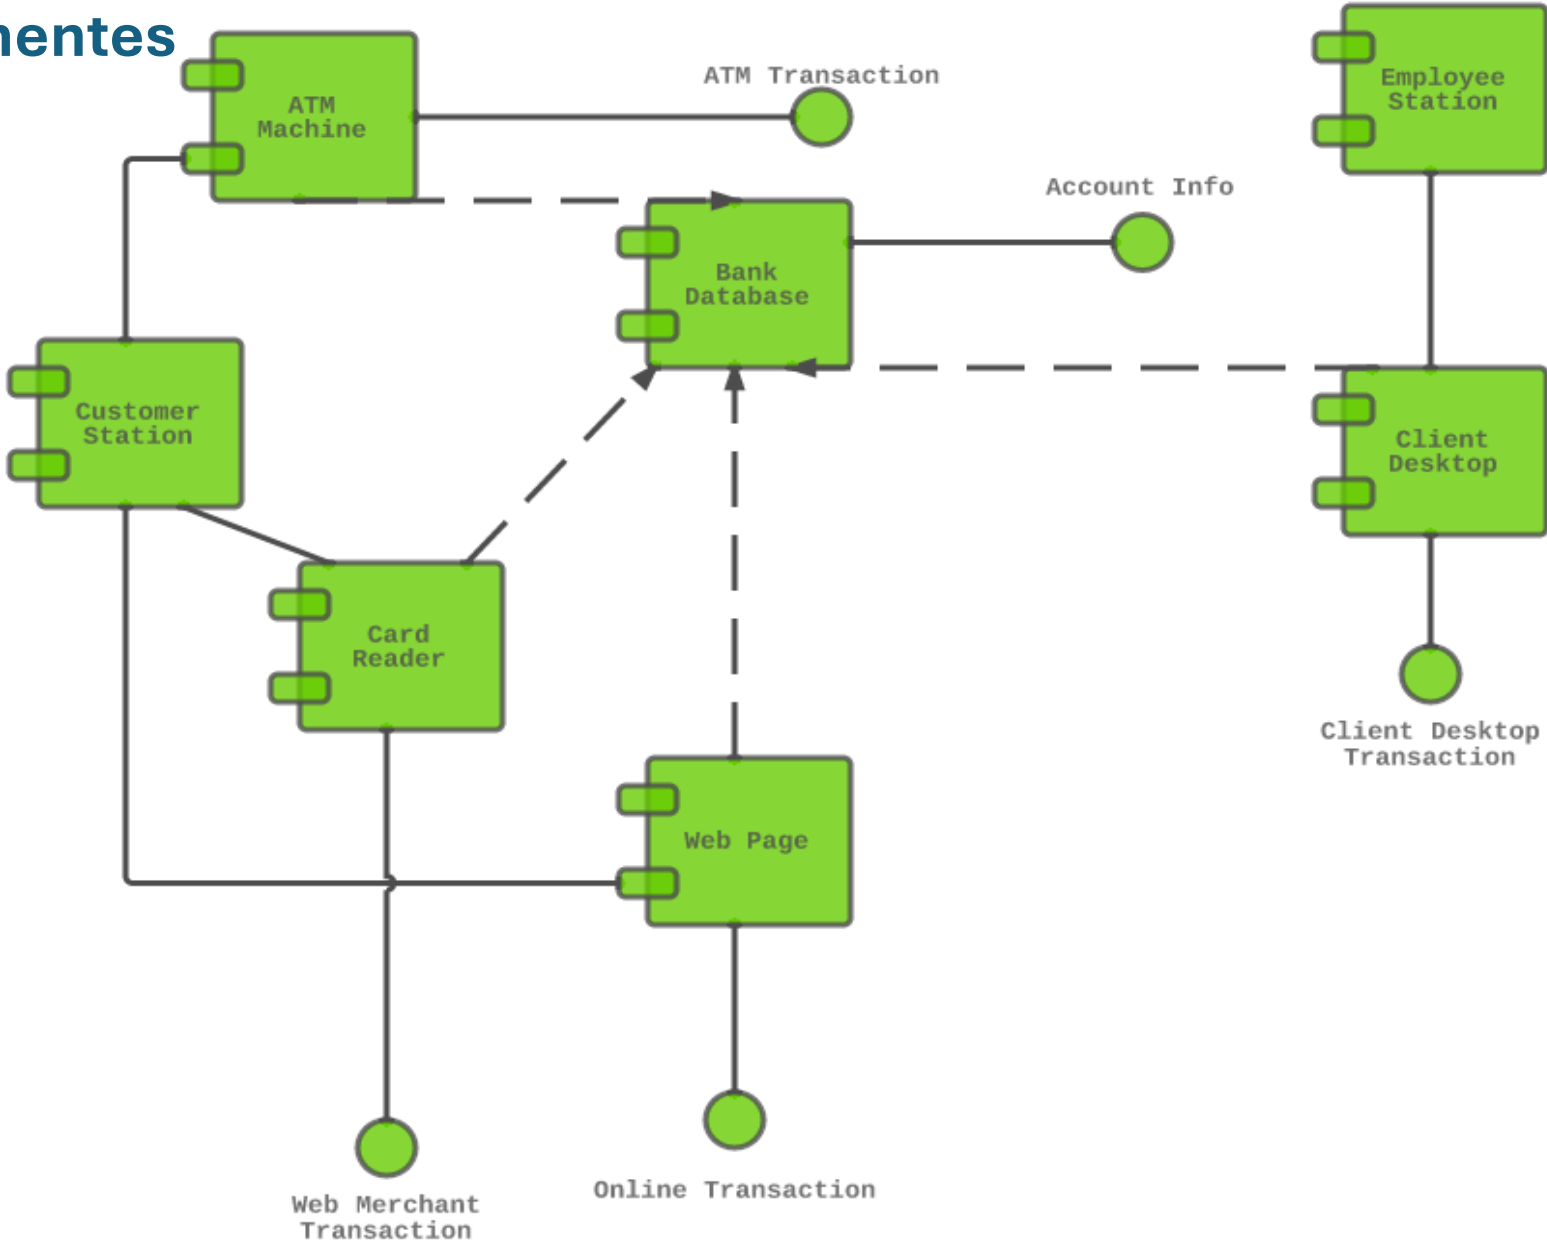 nentes
ATM
Machine
ATM Transaction
Employee
Station
Account Info
Bank
Database
Customer
Station
Client
Desktop
Card
Reader
Client Desktop
Transaction
Web Page
Online Transaction
Web Merchant
Transaction